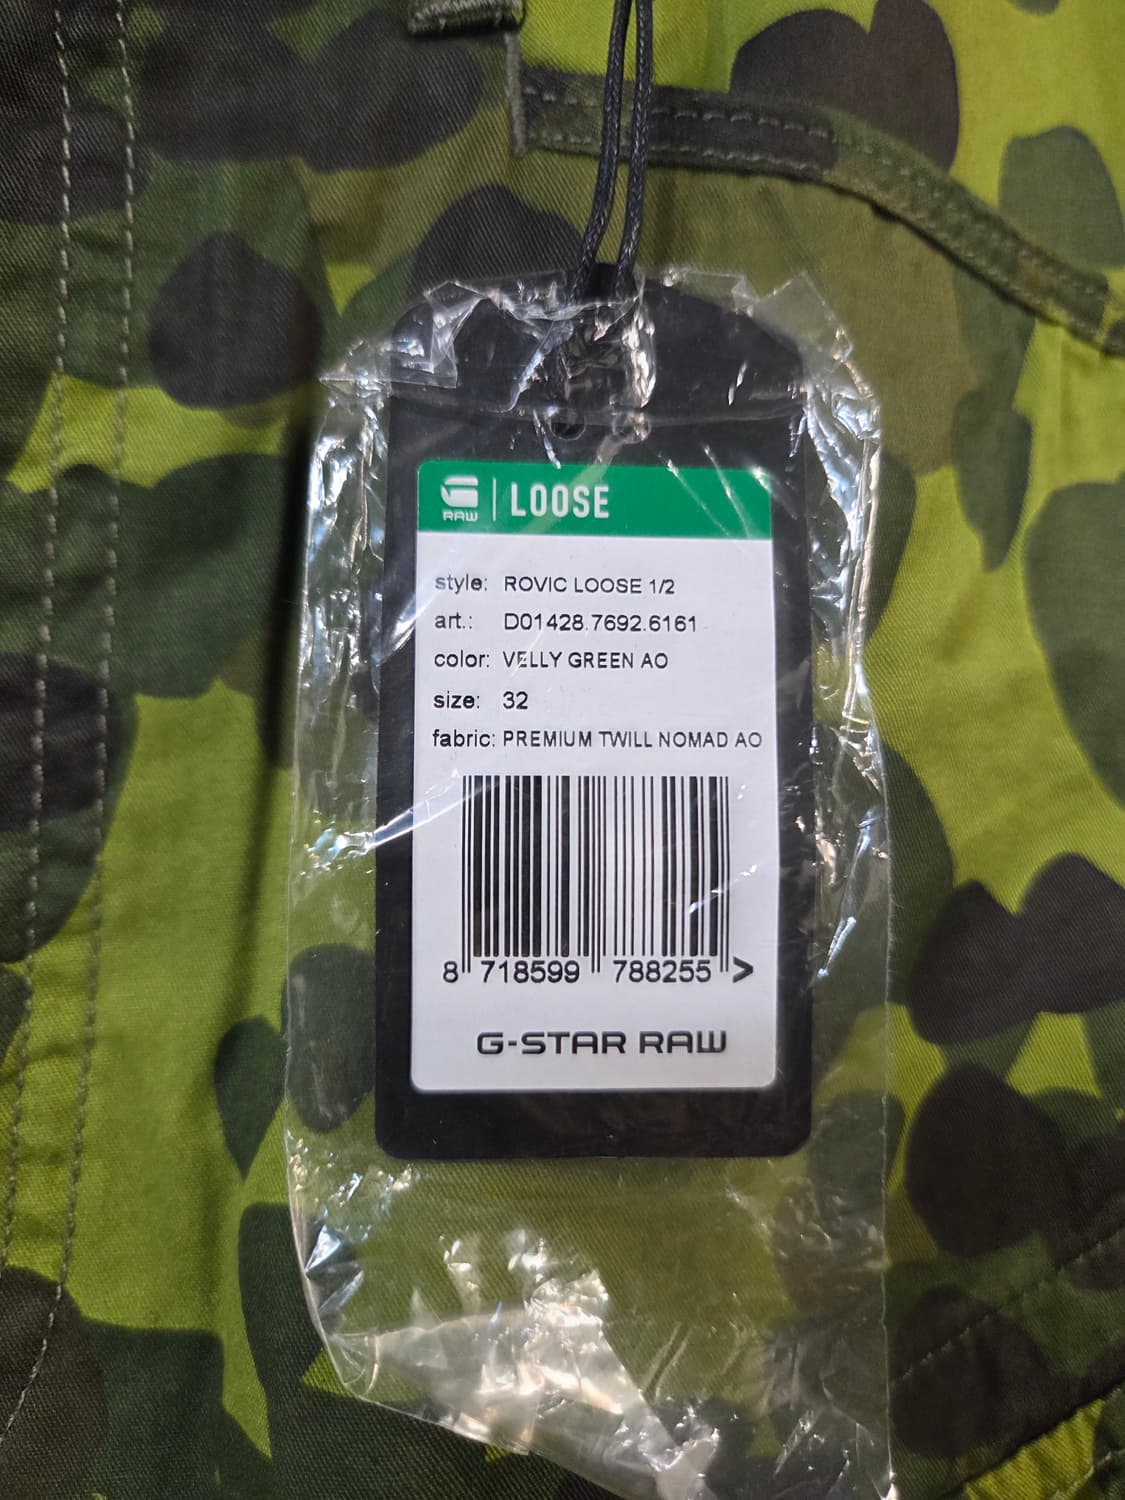 RAW | LOOSE
style: ROVIC LOOSE 1/2
art.: D01428.7692.6161
color: VELLY GREEN AO
size: 32
fabric: PREMIUM TWILL NOMAD AO
8 718599 788255 >
G-STAR RAW